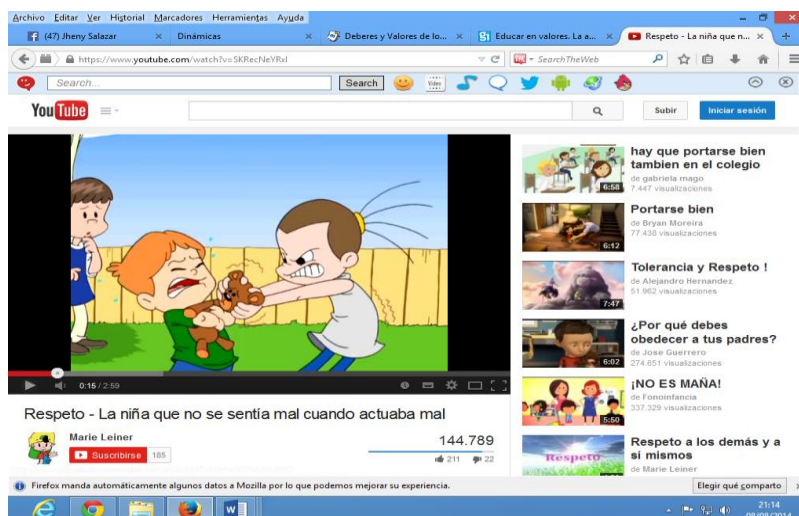 Archivo Editar Ver Historial Marcadores Herramientas Ayuda
(47) Jheny Salazar
Dinámicas
Deberes y Valores de lo...
Educar en valores. La a...
Respeto - La niña que n...
https://www.youtube.com/watch?v=SKRecNeYRxI
SearchTheWeb
Search...
Search
Video
YouTube
Subir
Iniciar sesión
hay que portarse bien
tambien en el colegio
de gabriela mago
7.447 visualizaciones
6:58
Portarse bien
de Bryan Moreira
77.438 visualizaciones
6:12
Tolerancia y Respeto !
de Alejandro Hernandez
51.962 visualizaciones
7:47
¿Por qué debes
obedecer a tus padres?
de Jose Guerrero
274.651 visualizaciones
6:02
¡NO ES MAÑA!
de Fonoinfancia
337.329 visualizaciones
5:50
Respeto a los demás y a
sí mismos
de Marie Leiner
Respeto
0:15 / 2:59
Respeto - La niña que no se sentía mal cuando actuaba mal
Marie Leiner
Suscribirse 185
144.789
211 22
Firefox manda automáticamente algunos datos a Mozilla por lo que podemos mejorar su experiencia.
Elegir qué comparto
21:14
08/08/2014